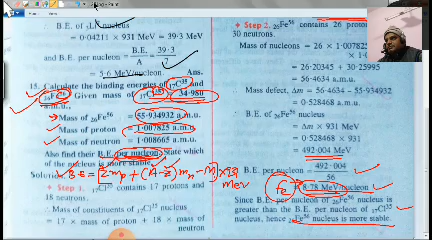 ∴ B.E. of ₃Li⁷ nucleus
= 0·04211 × 931 MeV = 39·3 MeV
and B.E. per nucleon = B.E./A = 39·3/7
= 5·6 MeV/nucleon Ans.
15. Calculate the binding energies of ₁₇Cl³⁵
₂₆Fe⁵⁶ Given mass of ₁₇Cl³⁵ 34·980
a.m.u.,
Mass of ₂₆Fe⁵⁶ = 55·934932 a.m.u.
Mass of proton = 1·007825 a.m.u.
Mass of neutron = 1·008665 a.m.u.
Also find their B.E. per nucleon. State which
of the nucleus is more stable.
Solution B.E = [Z mp + (A-Z) mn - M] × 931 MeV
Step 1. ₁₇Cl³⁵ contains 17 protons and
18 neutrons.
∴ Mass of constituents of ₁₇Cl³⁵ nucleus
= 17 × mass of proton + 18 × mass of
neutron
Step 2. ₂₆Fe⁵⁶ contains 26 protons
30 neutrons.
Mass of nucleons = 26 × 1·007825
× 1·
= 26·20345 + 30·25995
= 56·4634 a.m.u.
Mass defect, Δm = 56·4634 – 55·934932
= 0·528468 a.m.u.
∴ B.E. of ₂₆Fe⁵⁶ nucleus
= Δm × 931 MeV
= 0·528468 × 931
= 492·004 MeV
B.E. per nucleon = 492·004/56
Fe = 8·78 MeV/nucleon
Since B.E. per nucleon of ₂₆Fe⁵⁶ nucleus is
greater than the B.E. per nucleon of ₁₇Cl³⁵
nucleus, hence ₂₆Fe⁵⁶ nucleus is more stable.